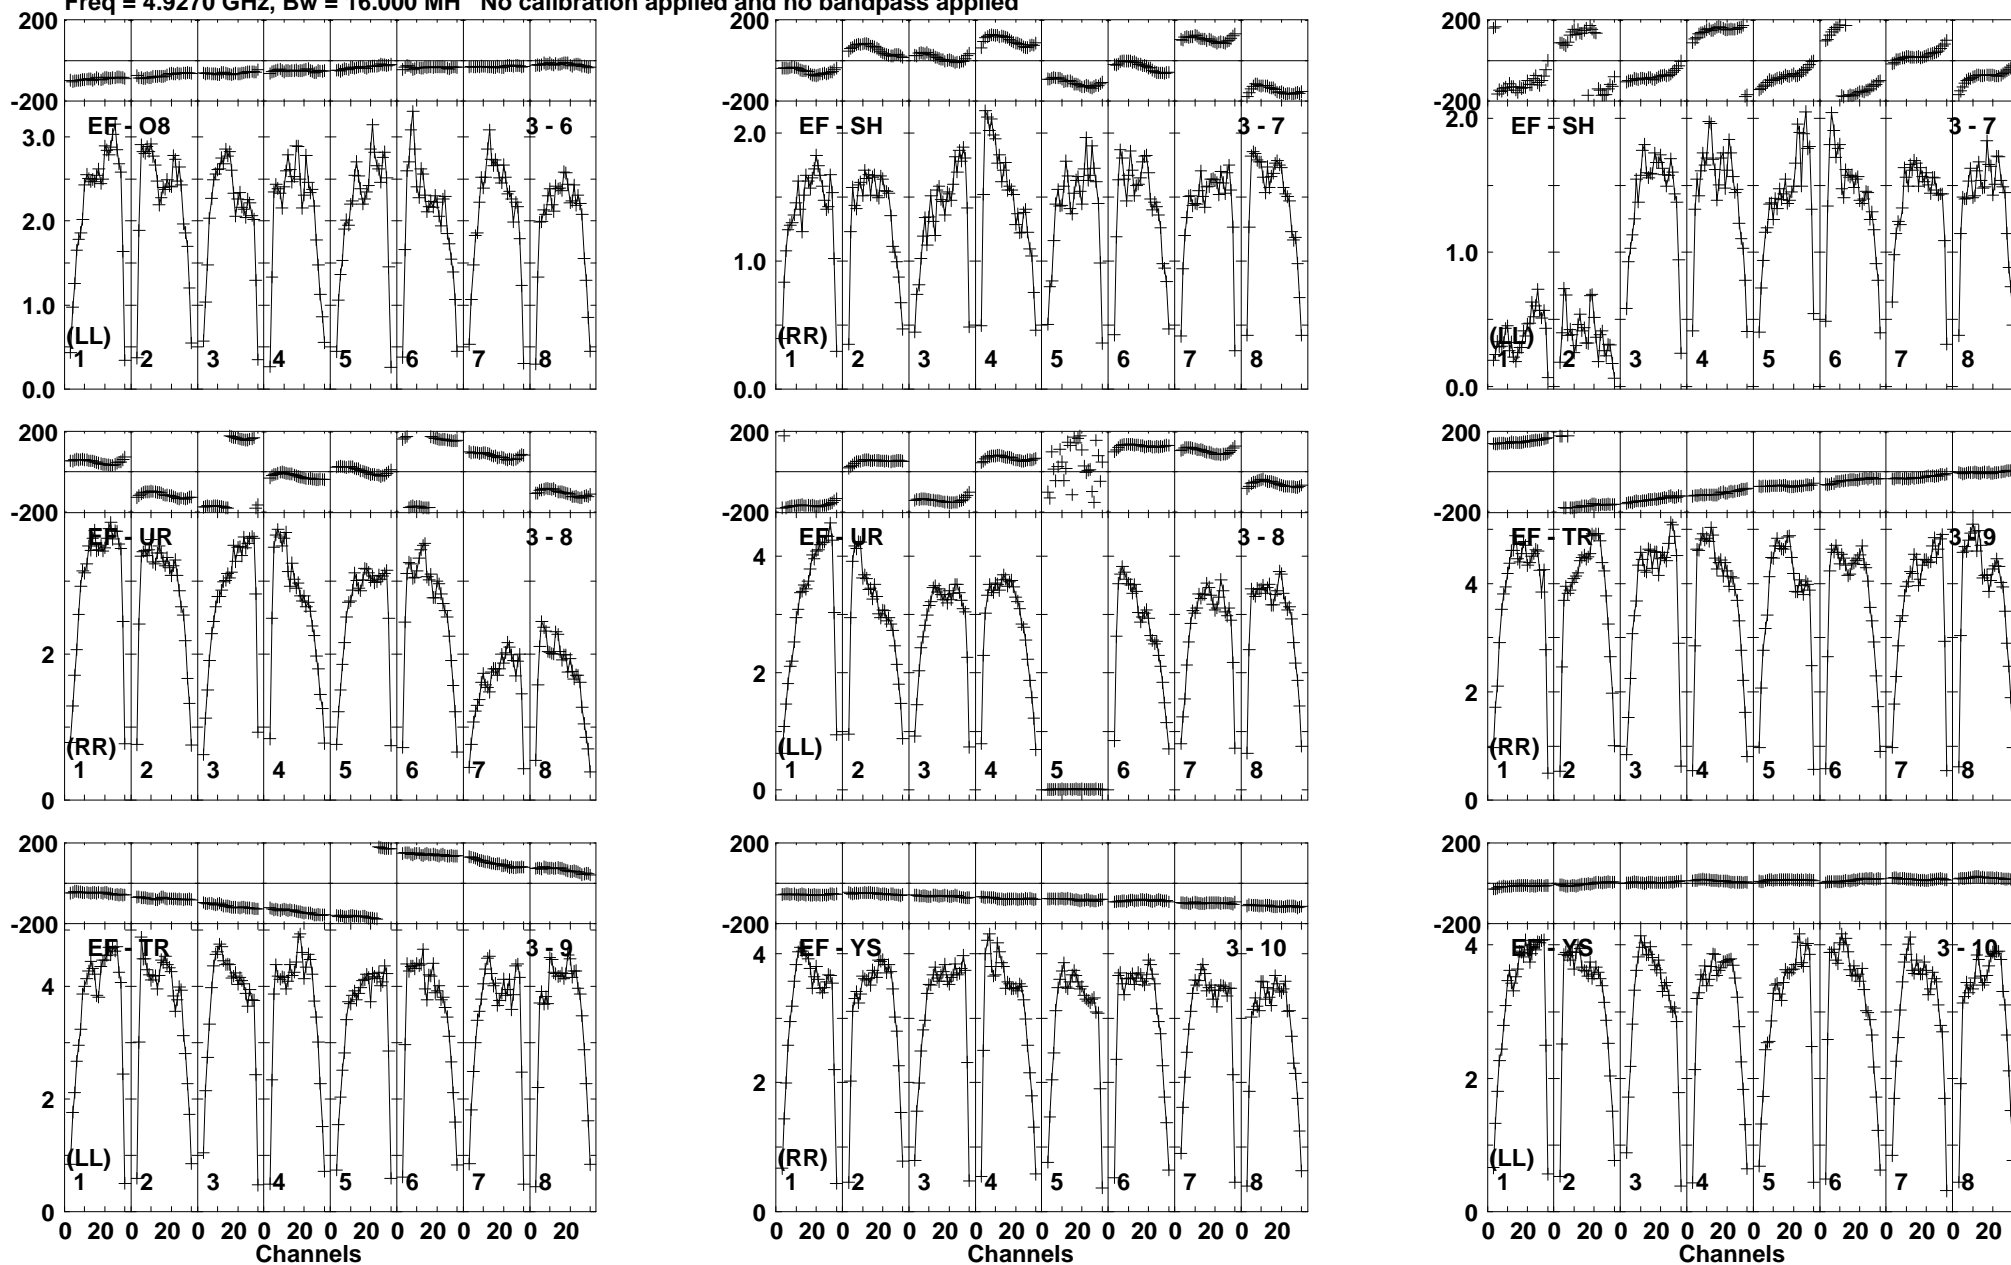 Freq = 4.9270 GHz, Bw = 16.000 MH No calibration applied and no bandpass applied
200 200 200
-200 -200 -200
EF - O8 3 - 6 EF - SH 3 - 7 EF - SH 3 - 7
3.0 2.0 2.0
2.0
1.0 1.0
1.0
(LL) (RR) (LL)
1 2 3 4 5 6 7 8 1 2 3 4 5 6 7 8 1 2 3 4 5 6 7 8
0.0 0.0 0.0
200 200 200
-200 -200 -200
EF - UR 3 - 8 EF - UR 3 - 8 EF - TR 3 - 9
4 4
2 2 2
(RR) (LL) (RR)
1 2 3 4 5 6 7 8 1 2 3 4 5 6 7 8 1 2 3 4 5 6 7 8
0 0 0
200 200 200
-200 -200 -200
EF - TR 3 - 9 EF - YS 3 - 10 EF - YS 3 - 10
4 4 4
2 2 2
(LL) (RR) (LL)
1 2 3 4 5 6 7 8 1 2 3 4 5 6 7 8 1 2 3 4 5 6 7 8
0 0 0
0 20 0 20 0 20 0 20 0 20 0 20 0 20 0 20 0 20 0 20 0 20 0 20 0 20 0 20 0 20 0 20 0 20 0 20 0 20 0 20 0 20 0 20 0 20 0 20
Channels Channels Channels